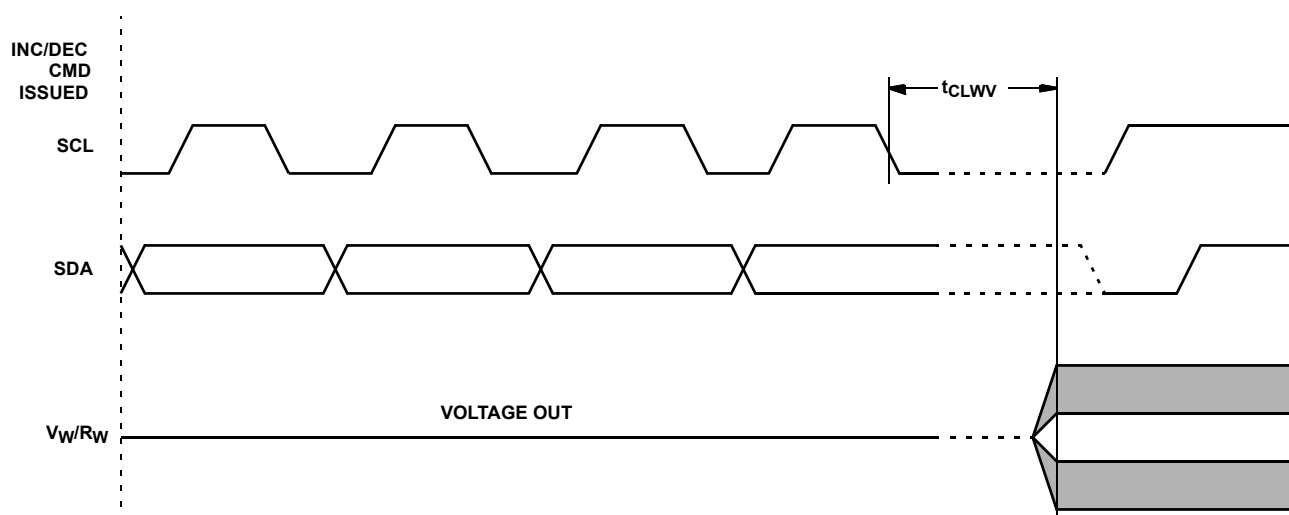 INC/DEC
CMD
ISSUED
tCLWV
SCL
SDA
VOLTAGE OUT
VW/RW